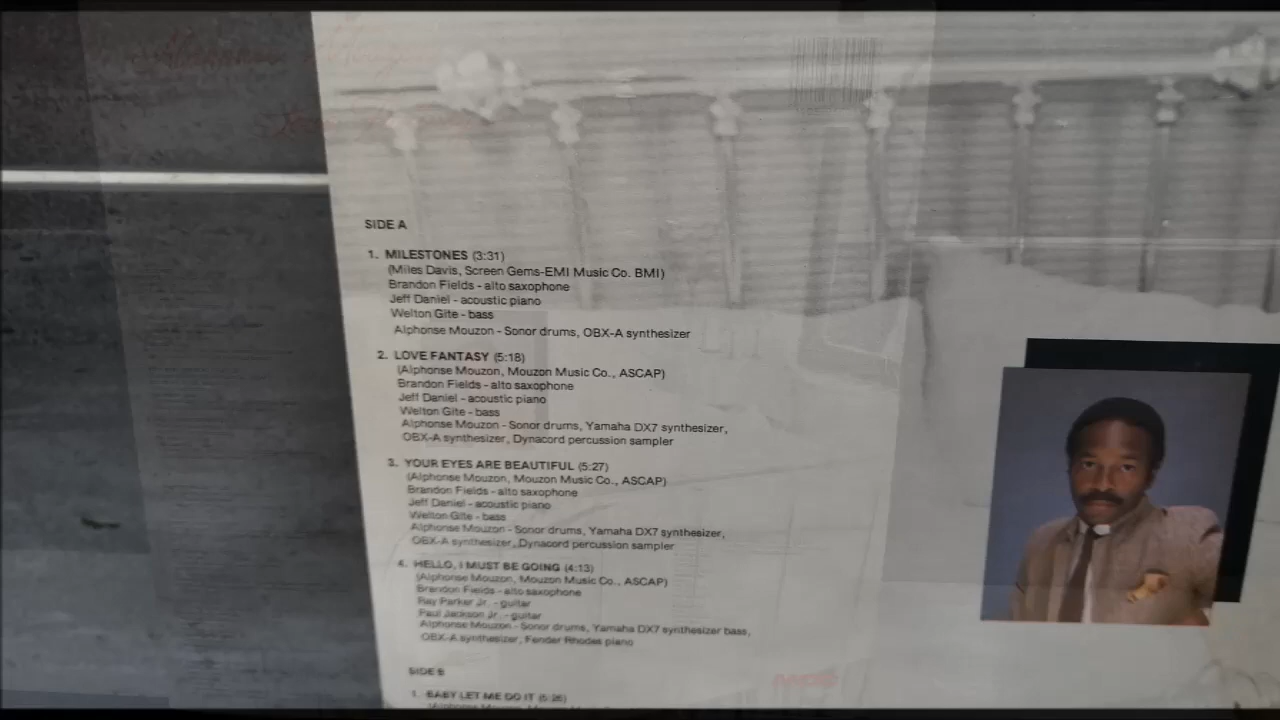 SIDE A
1. MILESTONES (3:31)
(Miles Davis, Screen Gems-EMI Music Co. BMI)
Brandon Fields - alto saxophone
Jeff Daniel - acoustic piano
Welton Gite - bass
Alphonse Mouzon - Sonor drums, OBX-A synthesizer
2. LOVE FANTASY (5:18)
(Alphonse Mouzon, Mouzon Music Co., ASCAP)
Brandon Fields - alto saxophone
Jeff Daniel - acoustic piano
Welton Gite - bass
Alphonse Mouzon - Sonor drums, Yamaha DX7 synthesizer,
OBX-A synthesizer, Dynacord percussion sampler
3. YOUR EYES ARE BEAUTIFUL (5:27)
(Alphonse Mouzon, Mouzon Music Co., ASCAP)
Brandon Fields - alto saxophone
Jeff Daniel - acoustic piano
Welton Gite - bass
Alphonse Mouzon - Sonor drums, Yamaha DX7 synthesizer,
OBX-A synthesizer, Dynacord percussion sampler
4. HELLO, I MUST BE GOING (4:13)
(Alphonse Mouzon, Mouzon Music Co., ASCAP)
Brandon Fields - alto saxophone
Ray Parker Jr. - guitar
Paul Jackson Jr. - guitar
Alphonse Mouzon - Sonor drums, Yamaha DX7 synthesizer bass,
OBX-A synthesizer, Fender Rhodes piano
SIDE B
1. BABY LET ME DO IT